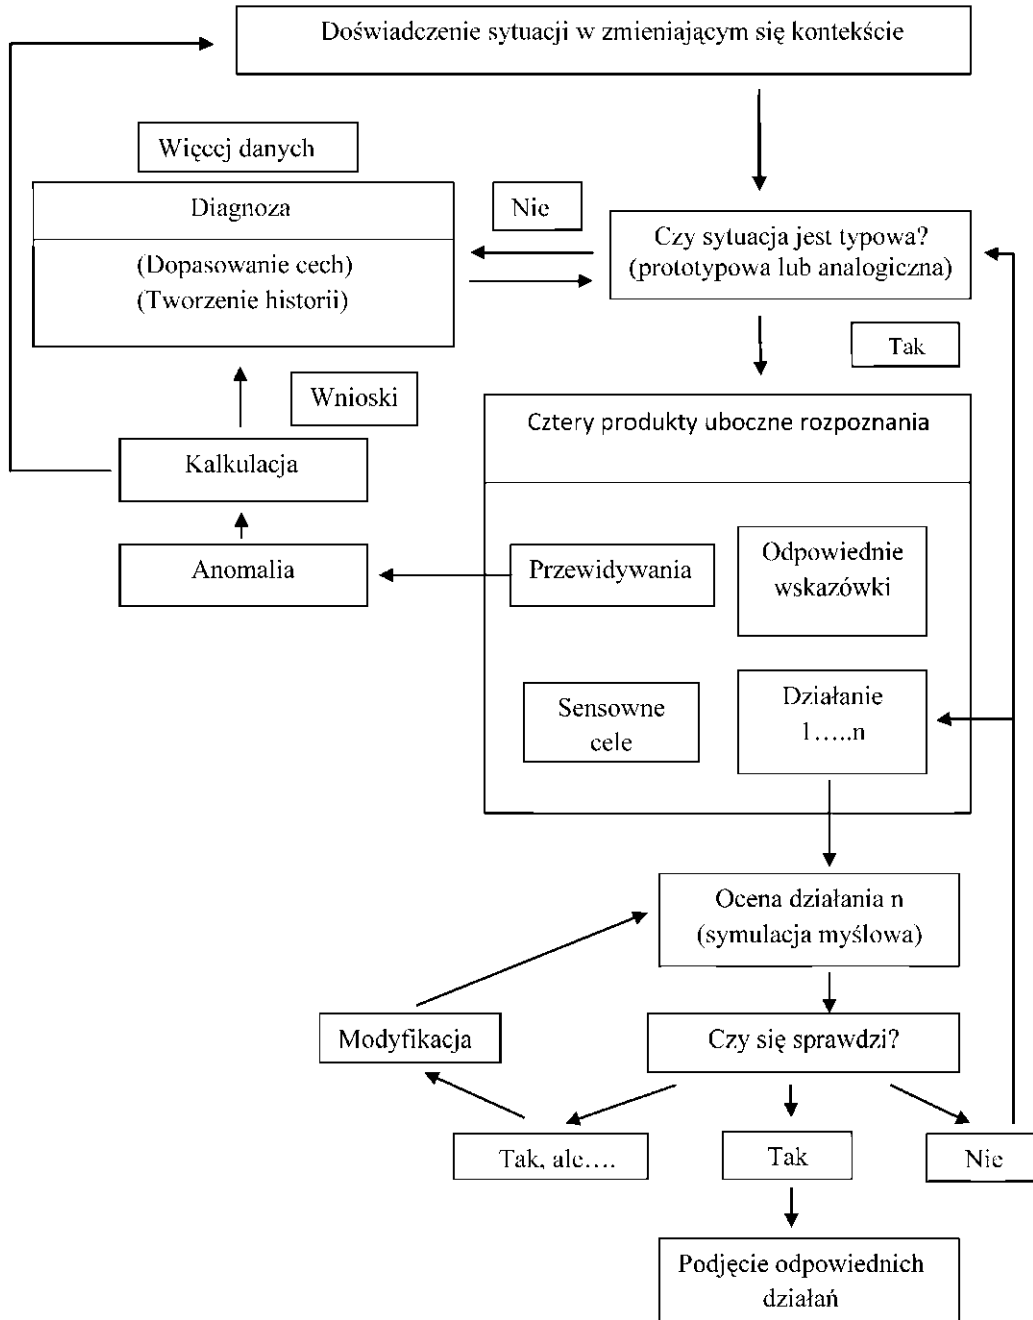 Doświadczenie sytuacji w zmieniającym się kontekście
Więcej danych
Diagnoza
(Dopasowanie cech)
(Tworzenie historii)
Nie
Czy sytuacja jest typowa?
(prototypowa lub analogiczna)
Tak
Wnioski
Kalkulacja
Anomalia
Cztery produkty uboczne rozpoznania
Przewidywania
Odpowiednie
wskazówki
Sensowne
cele
Działanie
1…..n
Ocena działania n
(symulacja myślowa)
Modyfikacja
Czy się sprawdzi?
Tak, ale….
Tak
Nie
Podjęcie odpowiednich
działań